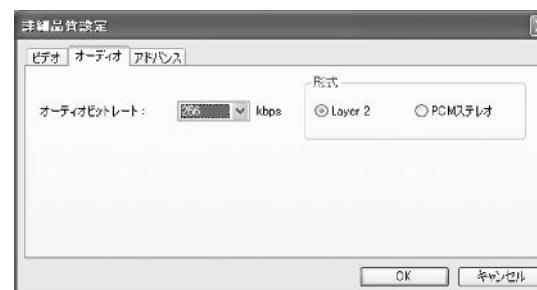 詳細品質設定
ビデオ オーディオ アドバンス
形式
オーディオビットレート: 256 kbps Layer 2 PCMステレオ
OK キャンセル